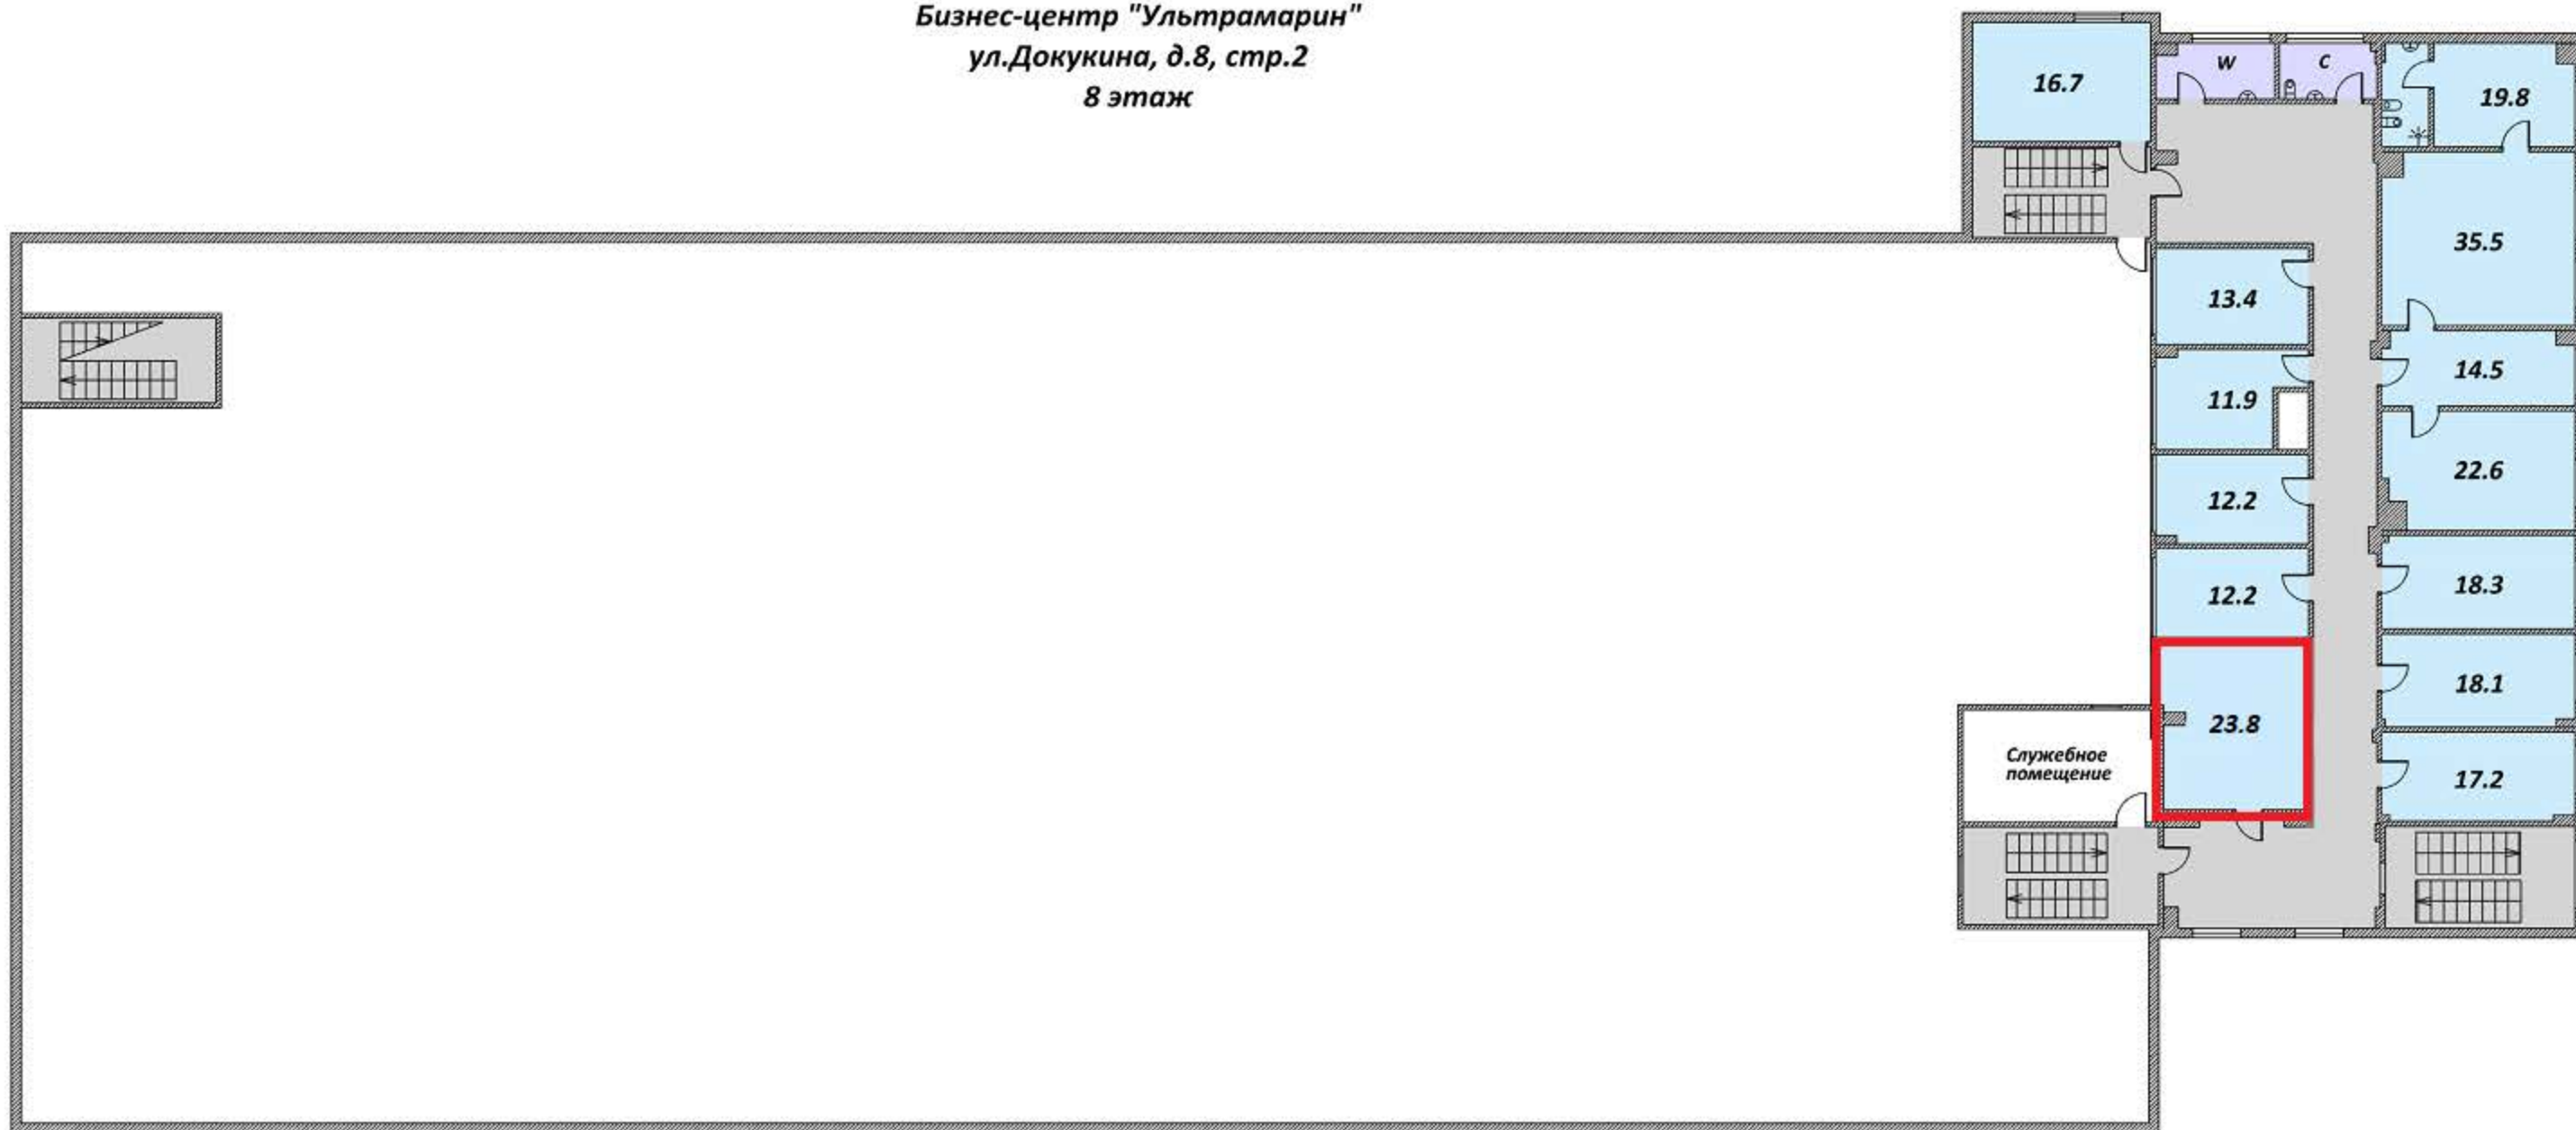 Бизнес-центр "Ультрамарин"
ул.Докукина, д.8, стр.2
8 этаж
16.7
W
C
19.8
35.5
13.4
14.5
11.9
22.6
12.2
18.3
12.2
18.1
23.8
Служебное
помещение
17.2